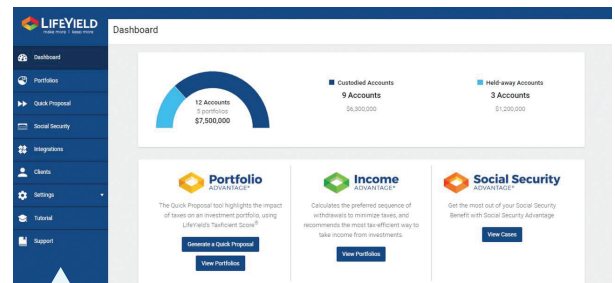 LIFEYIELD
make more | keep more
Dashboard
Dashboard
Portfolios
Quick Proposal
Social Security
Integrations
Clients
Settings
Tutorial
Support
12 Accounts
5 portfolios
$7,500,000
Custodied Accounts
9 Accounts
$6,300,000
Held-away Accounts
3 Accounts
$1,200,000
Portfolio
ADVANTAGE®
The Quick Proposal tool highlights the impact
of taxes on an investment portfolio, using
LifeYield's Taxficient Score®
Generate a Quick Proposal
View Portfolios
Income
ADVANTAGE®
Calculates the preferred sequence of
withdrawals to minimize taxes, and
recommends the most tax-efficient way to
take income from investments.
View Portfolios
Social Security
ADVANTAGE®
Get the most out of your Social Security
Benefit with Social Security Advantage
View Cases